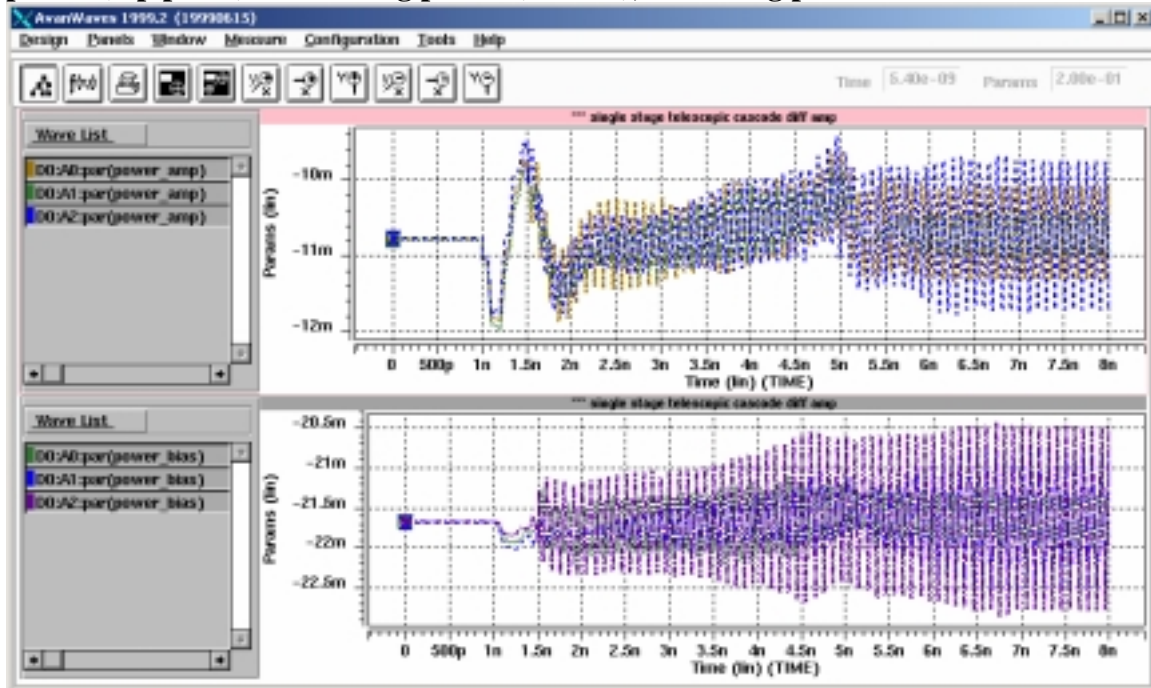 AvanWaves 1999.2 (19990615)
Design Panels Window Measure Configuration Tools Help
Time 5.40e-09 Params 2.00e-01
*** single stage telescopic cascade diff amp
Wave List
D0:A0:par(power_amp)
D0:A1:par(power_amp)
D0:A2:par(power_amp)
Params (lin)
-10m
-11m
-12m
0 500p 1n 1.5n 2n 2.5n 3n 3.5n 4n 4.5n 5n 5.5n 6n 6.5n 7n 7.5n 8n
Time (lin) (TIME)
*** single stage telescopic cascade diff amp
Wave List
D0:A0:par(power_bias)
D0:A1:par(power_bias)
D0:A2:par(power_bias)
Params (lin)
-20.5m
-21m
-21.5m
-22m
-22.5m
0 500p 1n 1.5n 2n 2.5n 3n 3.5n 4n 4.5n 5n 5.5n 6n 6.5n 7n 7.5n 8n
Time (lin) (TIME)